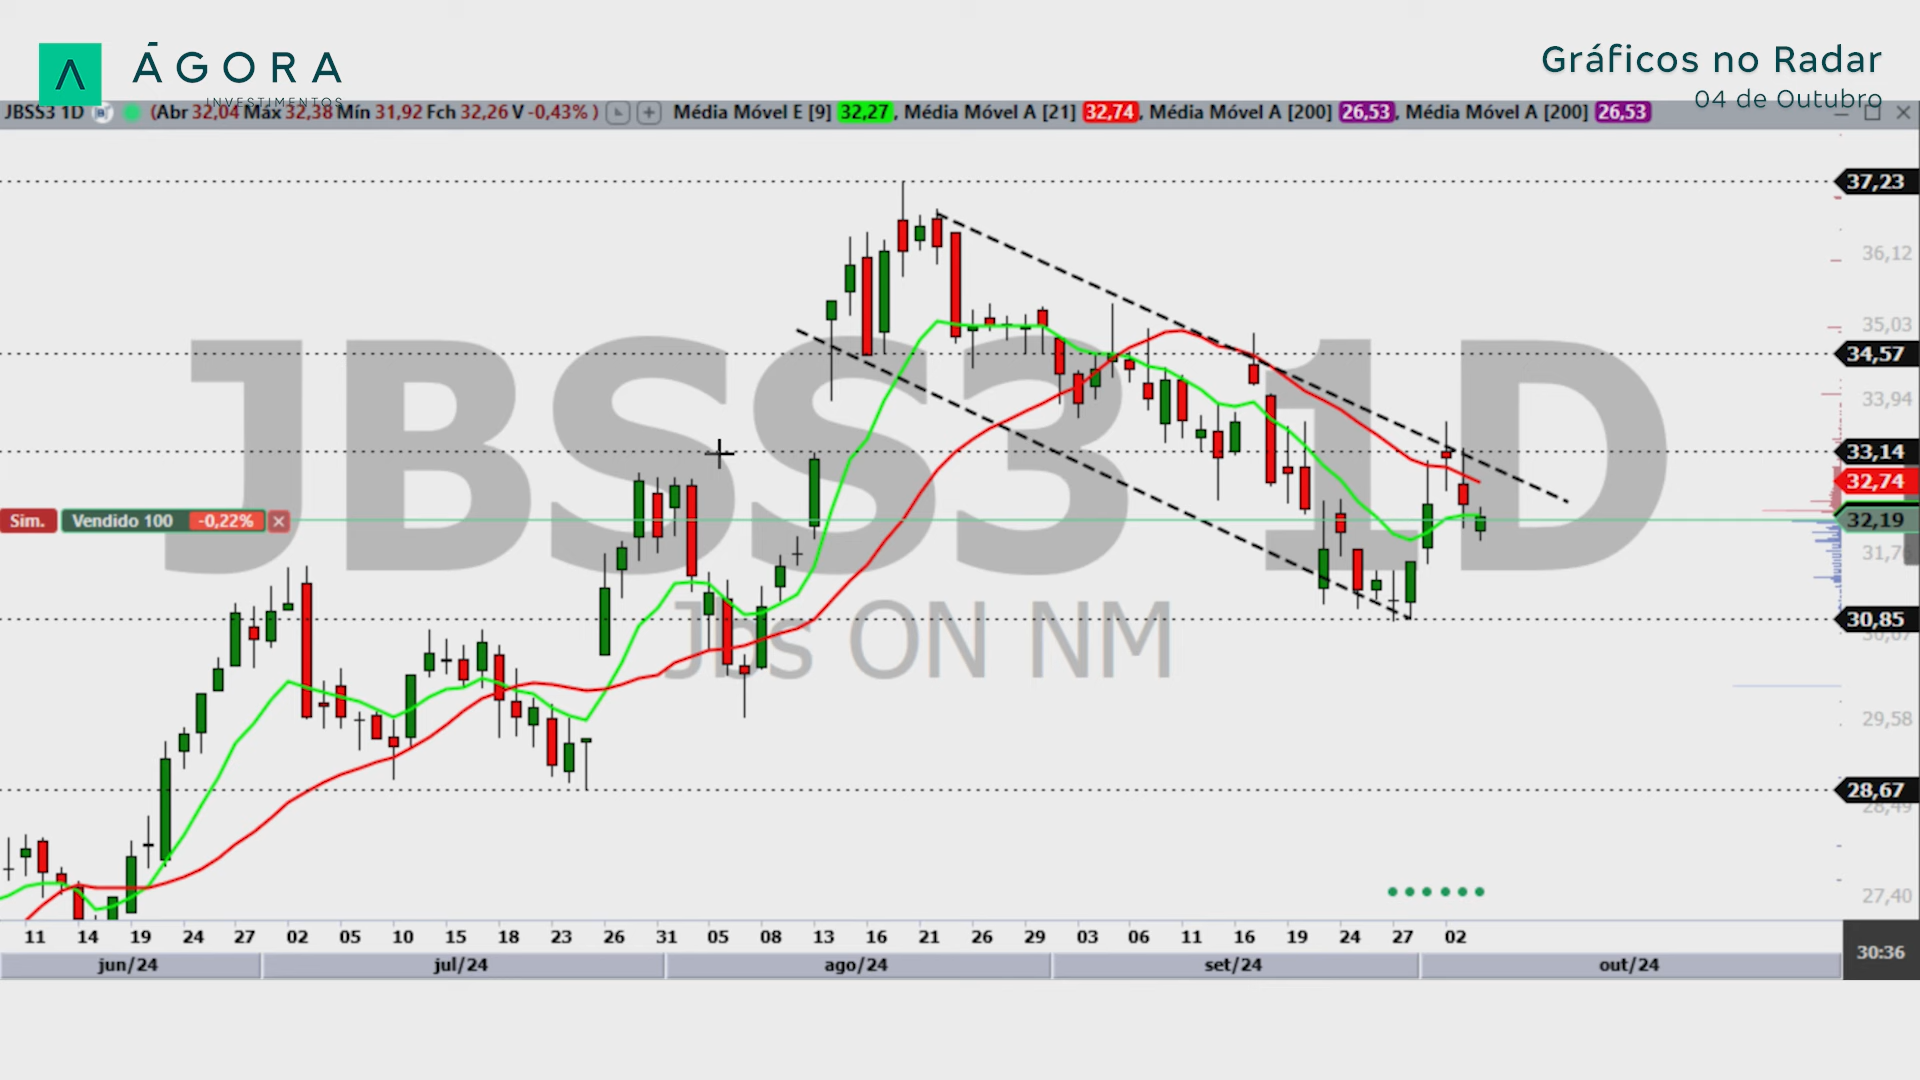 ÁGORA
INVESTIMENTOS
Gráficos no Radar
04 de Outubro
JBSS3 1D (Abr 32,04 Máx 32,38 Mín 31,92 Fch 32,26 V -0,43% ) Média Móvel E [9] 32,27, Média Móvel A [21] 32,74, Média Móvel A [200] 26,53, Média Móvel A [200] 26,53
37,23
36,12
35,03
34,57
33,94
33,14
32,74
Sim. Vendido 100 -0,22%
32,19
30,85
29,58
28,67
28,49
27,40
JBSS3 1D
Jbs ON NM
11 14 19 24 27 02 05 10 15 18 23 26 31 05 08 13 16 21 26 29 03 06 11 16 19 24 27 02
jun/24 jul/24 ago/24 set/24 out/24
30:36